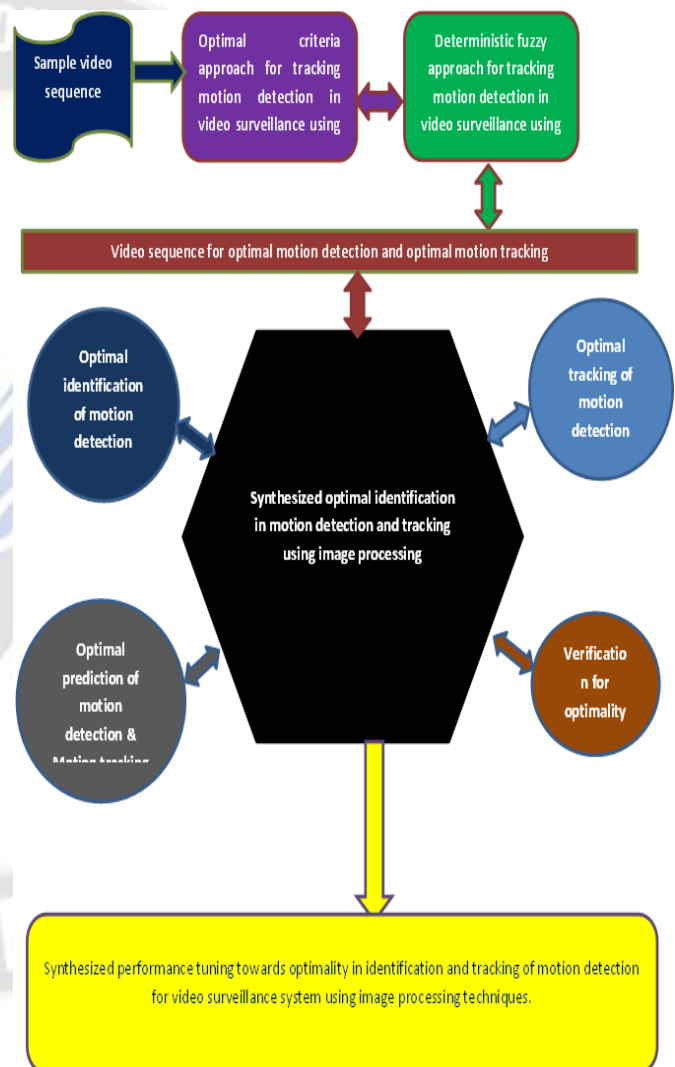 Sample video
sequence
Optimal criteria
approach for tracking
motion detection in
video surveillance using
Deterministic fuzzy
approach for tracking
motion detection in
video surveillance using
Video sequence for optimal motion detection and optimal motion tracking
Optimal
identification
of motion
detection
Optimal
tracking of
motion
detection
Synthesized optimal identification
in motion detection and tracking
using image processing
Optimal
prediction of
motion
detection &
Motion tracking
Verificatio
n for
optimality
Synthesized performance tuning towards optimality in identification and tracking of motion detection
for video surveillance system using image processing techniques.